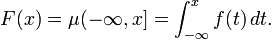 F(x) = μ(−∞, x] = ∫_{−∞}^{x} f(t) dt.